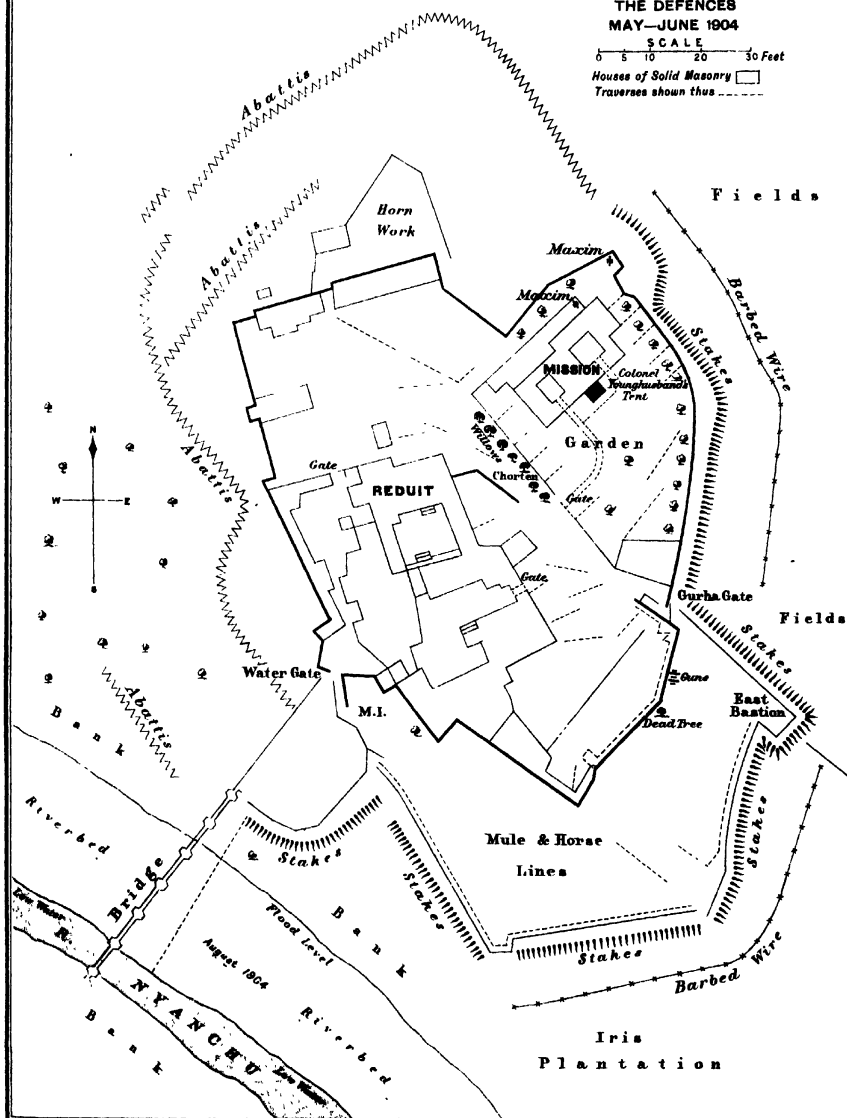 THE DEFENCES
MAY—JUNE 1904
SCALE
0 5 10 20 30 Feet
Houses of Solid Masonry
Traverses shown thus
Abattis
Fields
Horn
Work
Abattis
Maxim
Maxim
Barbed Wire
Stakes
MISSION
Colonel
Younghusband's
Tent
Willows
Garden
N
W E
S
Abattis
Gate
REDUIT
Chorten
Gate
Gate
Gurha Gate
Fields
Stakes
Water Gate
Guns
East
Bastion
Abattis
M.I.
Dead Tree
Bank
Riverbed
Stakes
Mule & Horse
Lines
Stakes
Bridge
Stakes
Bank
Low Water
R. NYANCHU
Flood Level
August 1904
Stakes
Barbed Wire
Bank
Riverbed
Low Water
Iris
Plantation